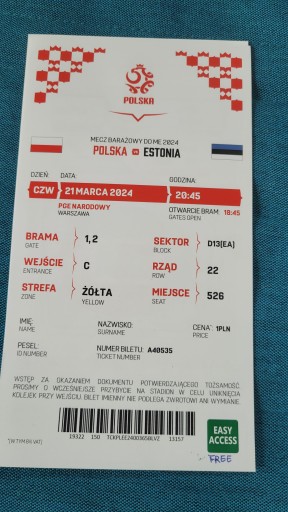 POLSKA
MECZ BARAŻOWY DO ME 2024
POLSKA VS ESTONIA
DZIEŃ: DATA: GODZINA:
CZW 21 MARCA 2024 20:45
PGE NARODOWY
WARSZAWA
OTWARCIE BRAM: 18:45
GATES OPEN
BRAMA 1,2 SEKTOR D13[EA]
GATE BLOCK
WEJŚCIE C RZĄD 22
ENTRANCE ROW
STREFA ŻÓŁTA MIEJSCE 526
ZONE YELLOW SEAT
IMIĘ: NAZWISKO: CENA* 1PLN
NAME SURNAME PRICE
PESEL: NUMER BILETU: A40535
ID NUMBER TICKET NUMBER
WSTĘP ZA OKAZANIEM DOKUMENTU POTWIERDZAJĄCEGO TOŻSAMOŚĆ.
PROSIMY O WCZEŚNIEJSZE PRZYBYCIE NA STADION W CELU UNIKNIĘCIA
KOLEJEK PRZY WEJŚCIU. BILET IMIENNY NIE PODLEGA ZWROTOWI ANI WYMIANIE
*[W TYM 8% VAT]
EASY
ACCESS
FREE